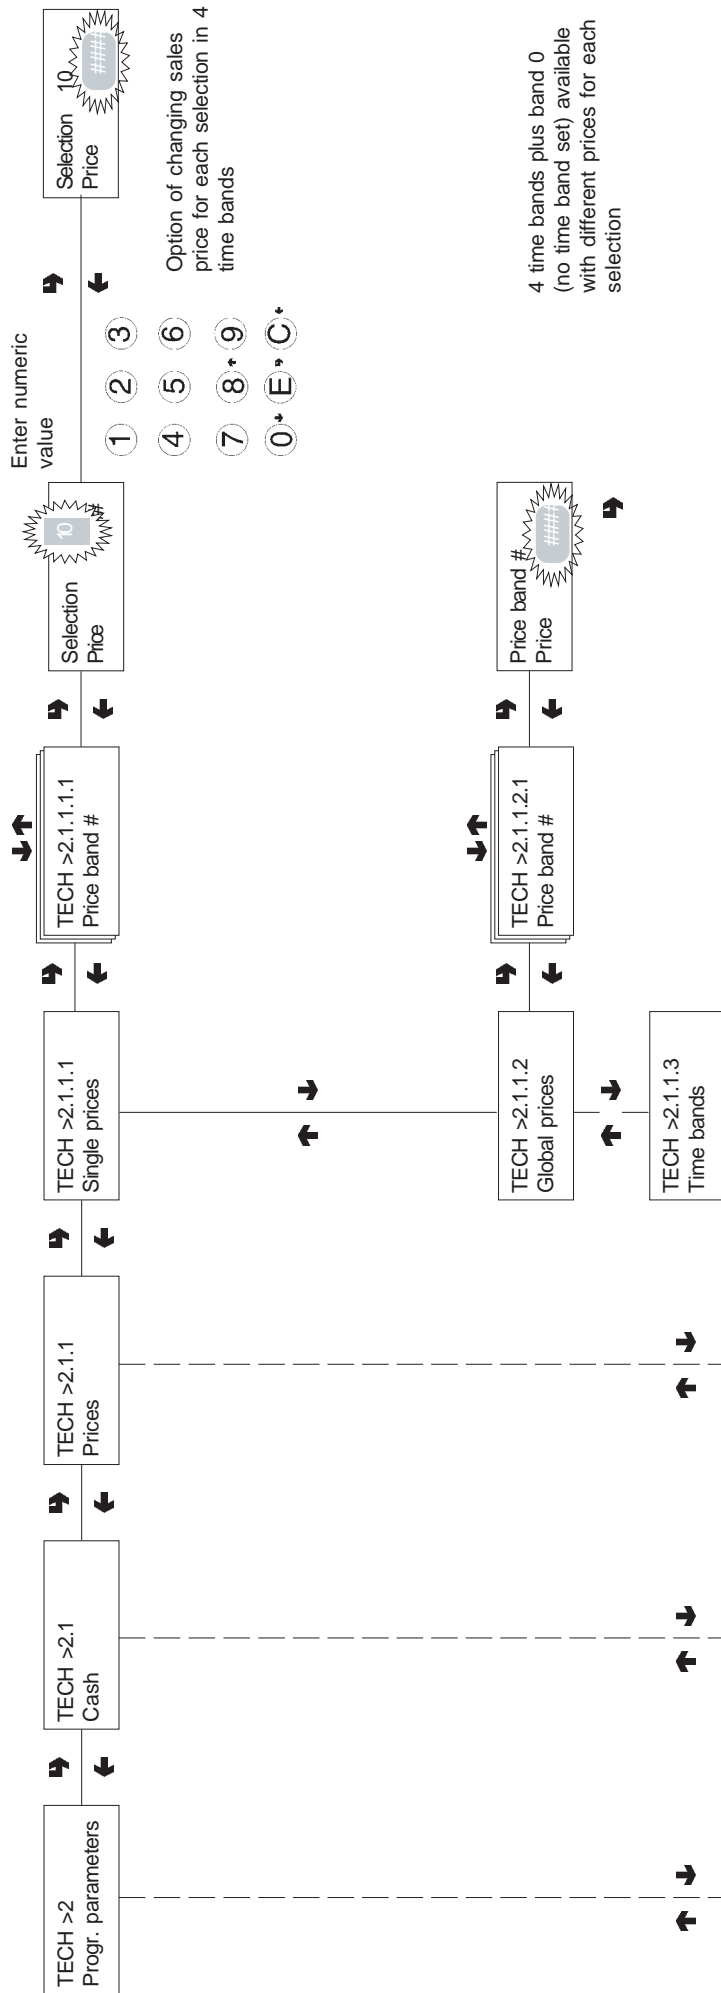 TECH >2
Progr. parameters
TECH >2.1
Cash
TECH >2.1.1
Prices
TECH >2.1.1.1
Single prices
TECH >2.1.1.1.1
Price band #
Selection 10
Price #
Enter numeric
value
1 2 3
4 5 6
7 8 9
0 E C
Selection 10
Price ####
Option of changing sales
price for each selection in 4
time bands
TECH >2.1.1.2
Global prices
TECH >2.1.1.2.1
Price band #
Price band #
Price ####
4 time bands plus band 0
(no time band set) available
with different prices for each
selection
TECH >2.1.1.3
Time bands